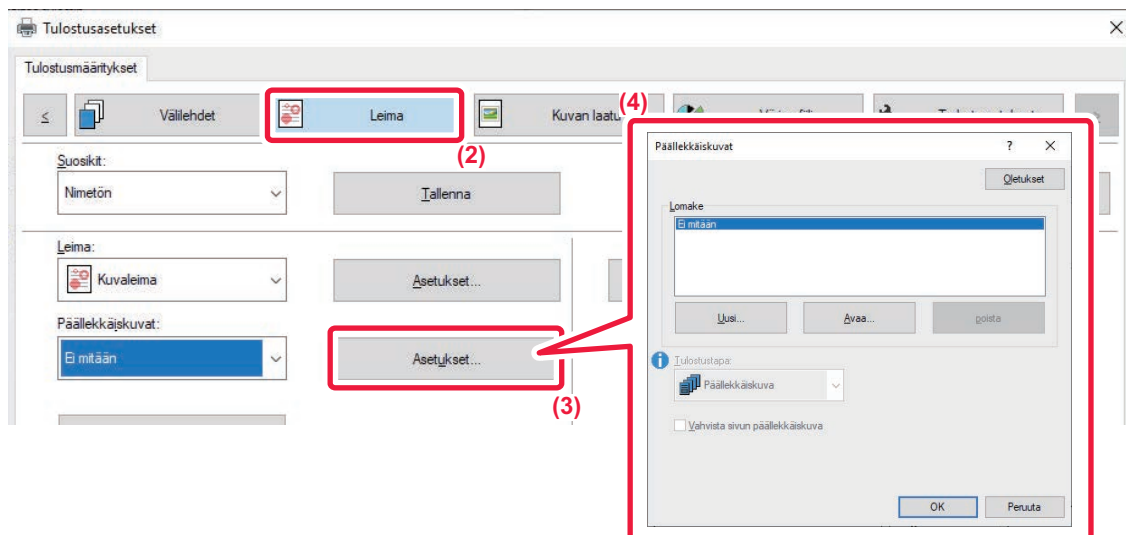 Tulostusasetukset
Tulostusmääritykset
≤ Välilehdet Leima Kuvan laatu
(2)
Suosikit:
Nimetön Tallenna
Leima:
Kuvaleima Asetukset...
Päällekkäiskuvat:
Ei mitään Asetukset...
(3)
(4)
Päällekkäiskuvat ?
Oletukset
Lomake
Ei mitään
Uusi... Avaa... poista
Tulostustapa:
Päällekkäiskuva
Vahvista sivun päällekkäiskuva
OK Peruuta